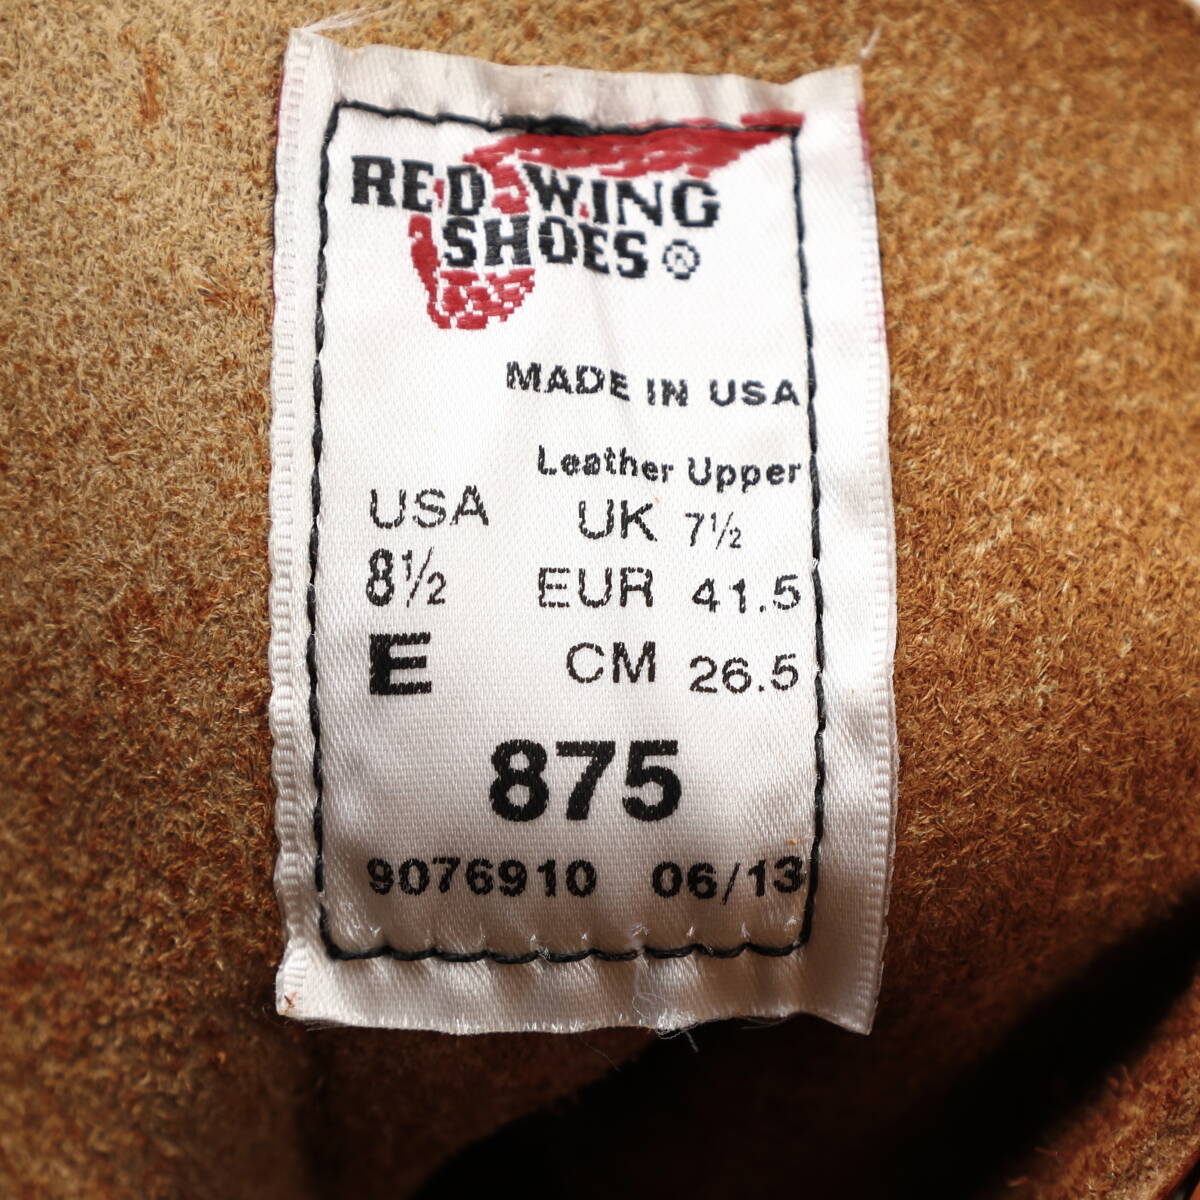 RED WING
SHOES ®
MADE IN USA
Leather Upper
USA UK 7½
8½ EUR 41.5
E CM 26.5
875
9076910 06/13